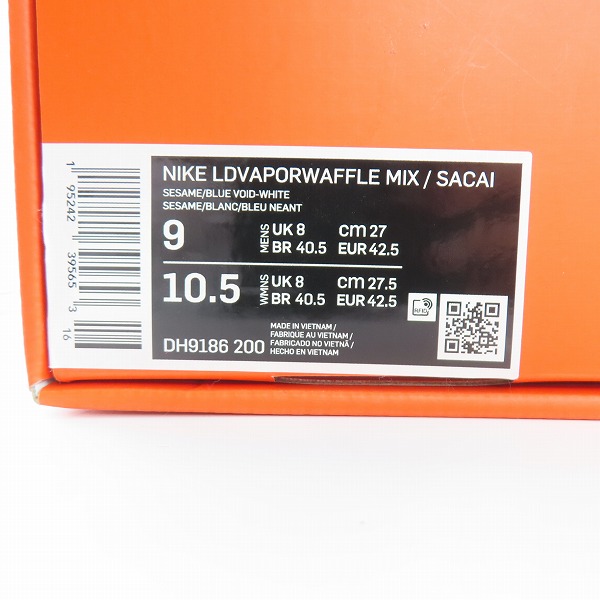 NIKE LDVAPORWAFFLE MIX / SACAI
SESAME/BLUE VOID-WHITE
SESAME/BLANC/BLEU NEANT
9 MENS UK 8 cm 27
BR 40.5 EUR 42.5
10.5 WMNS UK 8 cm 27.5
BR 40.5 EUR 42.5
RFID
DH9186 200
MADE IN VIETNAM /
FABRIQUE AU VIETNAM /
FABRICADO NO VIETNÃ /
HECHO EN VIETNAM
1 95242 39565 3 16